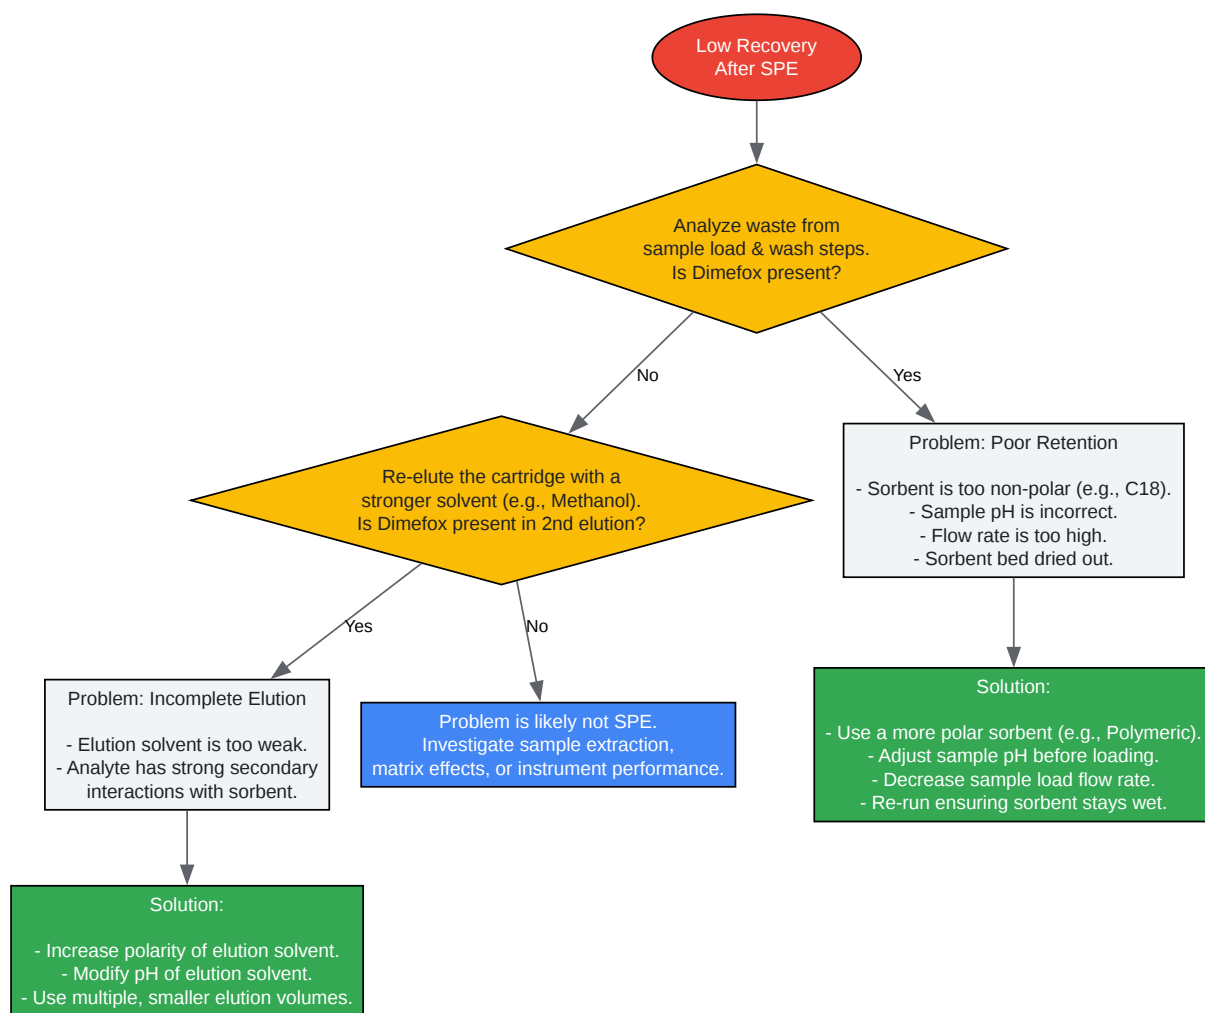 Low Recovery
After SPE
Analyze waste from
sample load & wash steps.
Is Dimefox present?
No
Yes
Re-elute the cartridge with a
stronger solvent (e.g., Methanol).
Is Dimefox present in 2nd elution?
Problem: Poor Retention
- Sorbent is too non-polar (e.g., C18).
- Sample pH is incorrect.
- Flow rate is too high.
- Sorbent bed dried out.
Yes
No
Problem: Incomplete Elution
- Elution solvent is too weak.
- Analyte has strong secondary
interactions with sorbent.
Problem is likely not SPE.
Investigate sample extraction,
matrix effects, or instrument performance.
Solution:
- Use a more polar sorbent (e.g., Polymeric).
- Adjust sample pH before loading.
- Decrease sample load flow rate.
- Re-run ensuring sorbent stays wet.
Solution:
- Increase polarity of elution solvent.
- Modify pH of elution solvent.
- Use multiple, smaller elution volumes.